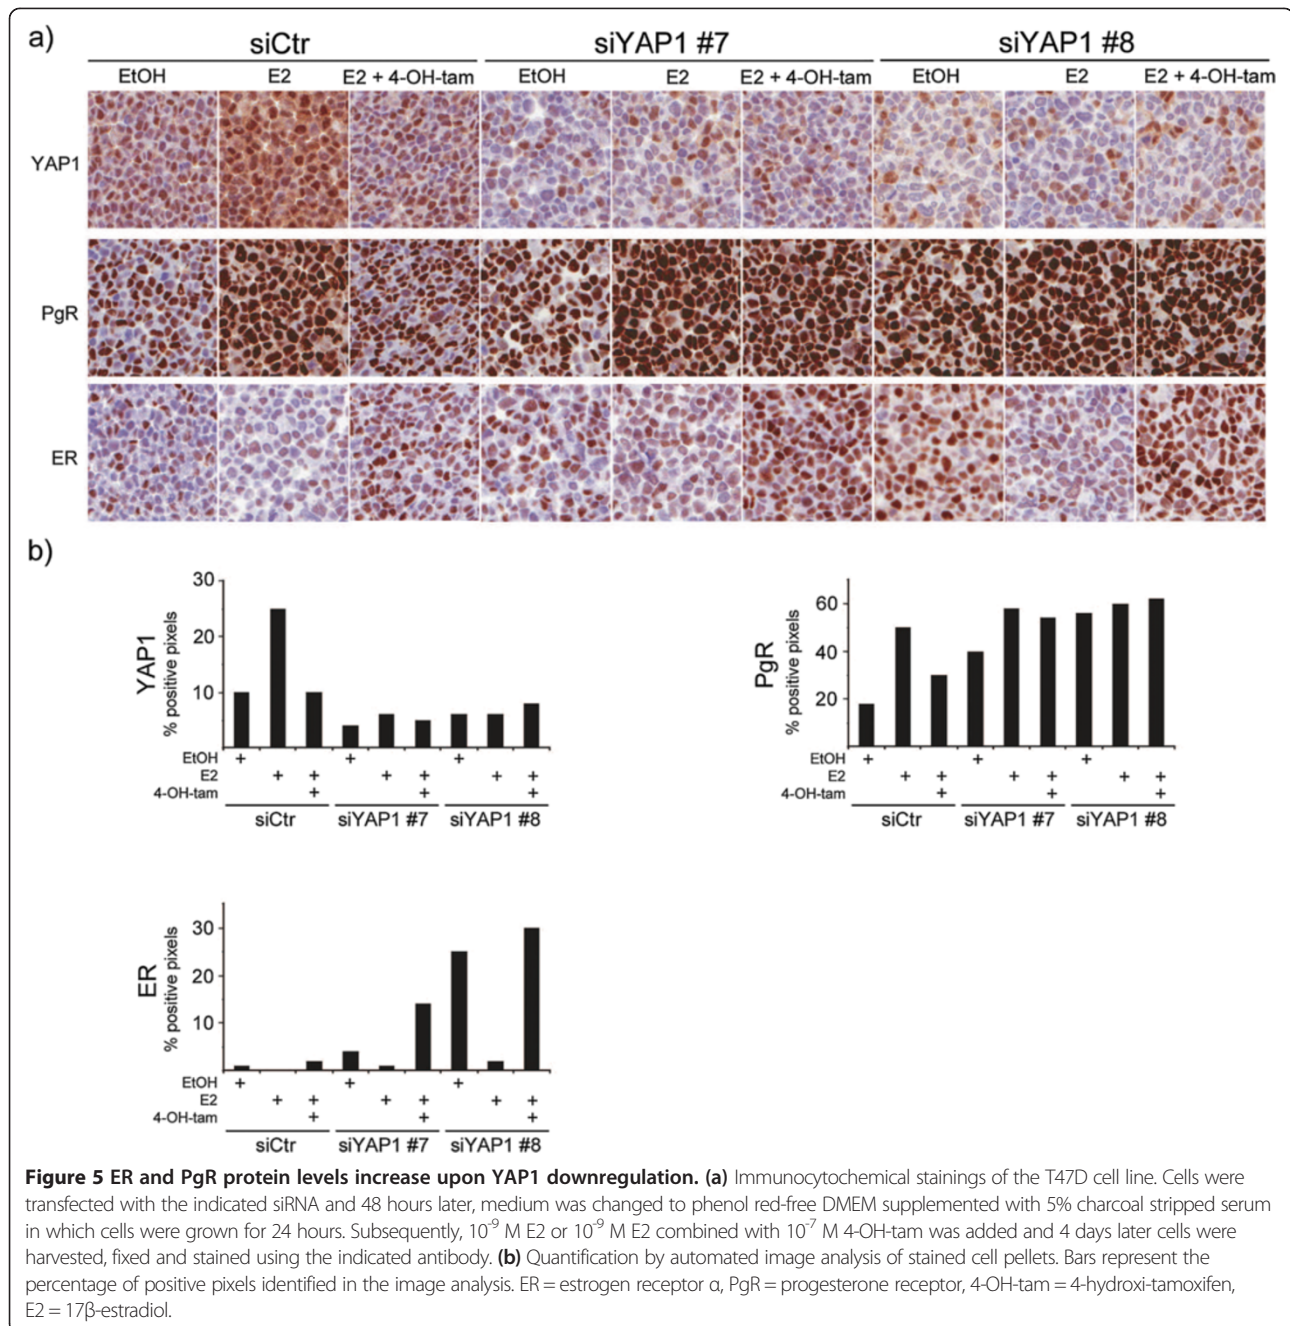 a)
siCtr siYAP1 #7 siYAP1 #8
EtOH E2 E2 + 4-OH-tam EtOH E2 E2 + 4-OH-tam EtOH E2 E2 + 4-OH-tam
YAP1
PgR
ER
b)
YAP1
% positive pixels
30
20
10
EtOH + + +
E2 + + + + + +
4-OH-tam + + +
siCtr siYAP1 #7 siYAP1 #8
PgR
% positive pixels
60
40
20
EtOH + + +
E2 + + + + + +
4-OH-tam + + +
siCtr siYAP1 #7 siYAP1 #8
ER
% positive pixels
30
20
10
EtOH + + +
E2 + + + + + +
4-OH-tam + + +
siCtr siYAP1 #7 siYAP1 #8
Figure 5 ER and PgR protein levels increase upon YAP1 downregulation. (a) Immunocytochemical stainings of the T47D cell line. Cells were
transfected with the indicated siRNA and 48 hours later, medium was changed to phenol red-free DMEM supplemented with 5% charcoal stripped serum
in which cells were grown for 24 hours. Subsequently, 10⁻⁹ M E2 or 10⁻⁹ M E2 combined with 10⁻⁷ M 4-OH-tam was added and 4 days later cells were
harvested, fixed and stained using the indicated antibody. (b) Quantification by automated image analysis of stained cell pellets. Bars represent the
percentage of positive pixels identified in the image analysis. ER = estrogen receptor α, PgR = progesterone receptor, 4-OH-tam = 4-hydroxi-tamoxifen,
E2 = 17β-estradiol.